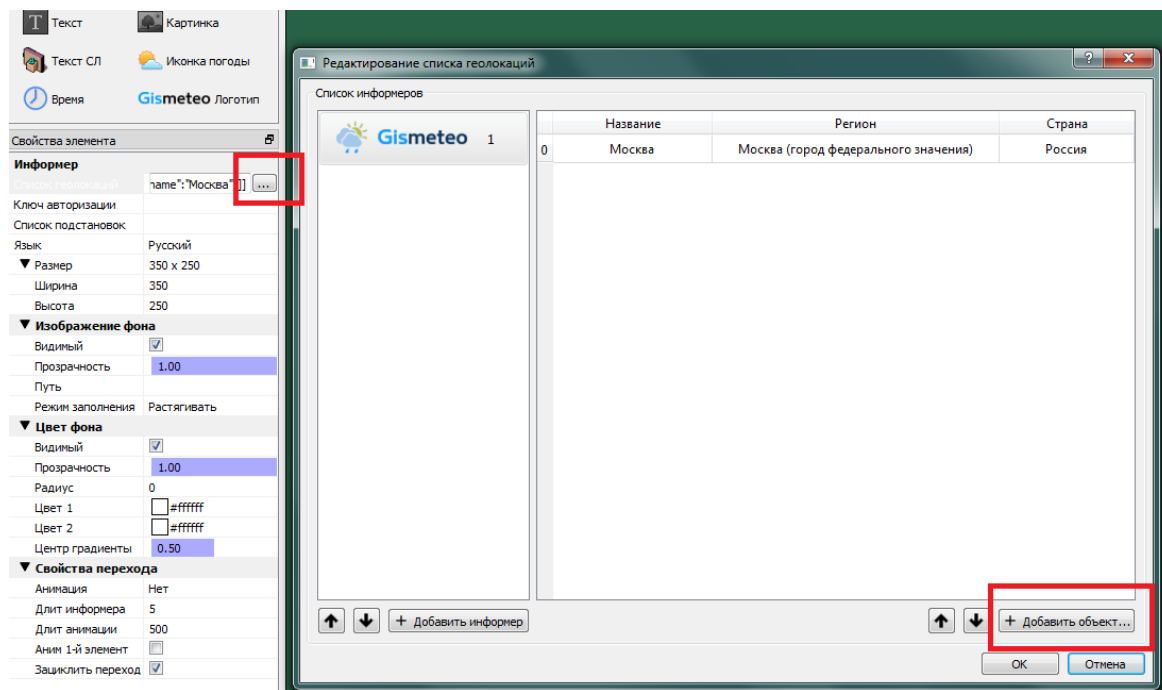 Текст Картинка
Текст СЛ Иконка погоды
Время Gismeteo Логотип
Свойства элемента
Информер
Список геолокаций name":"Москва" ]] ...
Ключ авторизации
Список подстановок
Язык Русский
Размер 350 x 250
Ширина 350
Высота 250
Изображение фона
Видимый
Прозрачность 1.00
Путь
Режим заполнения Растягивать
Цвет фона
Видимый
Прозрачность 1.00
Радиус 0
Цвет 1 #ffffff
Цвет 2 #ffffff
Центр градиенты 0.50
Свойства перехода
Анимация Нет
Длит информера 5
Длит анимации 500
Аним 1-й элемент
Зациклить переход
Редактирование списка геолокаций
Список информеров
Gismeteo 1
Название Регион Страна
0 Москва Москва (город федерального значения) Россия
+ Добавить информер
+ Добавить объект...
OK Отмена